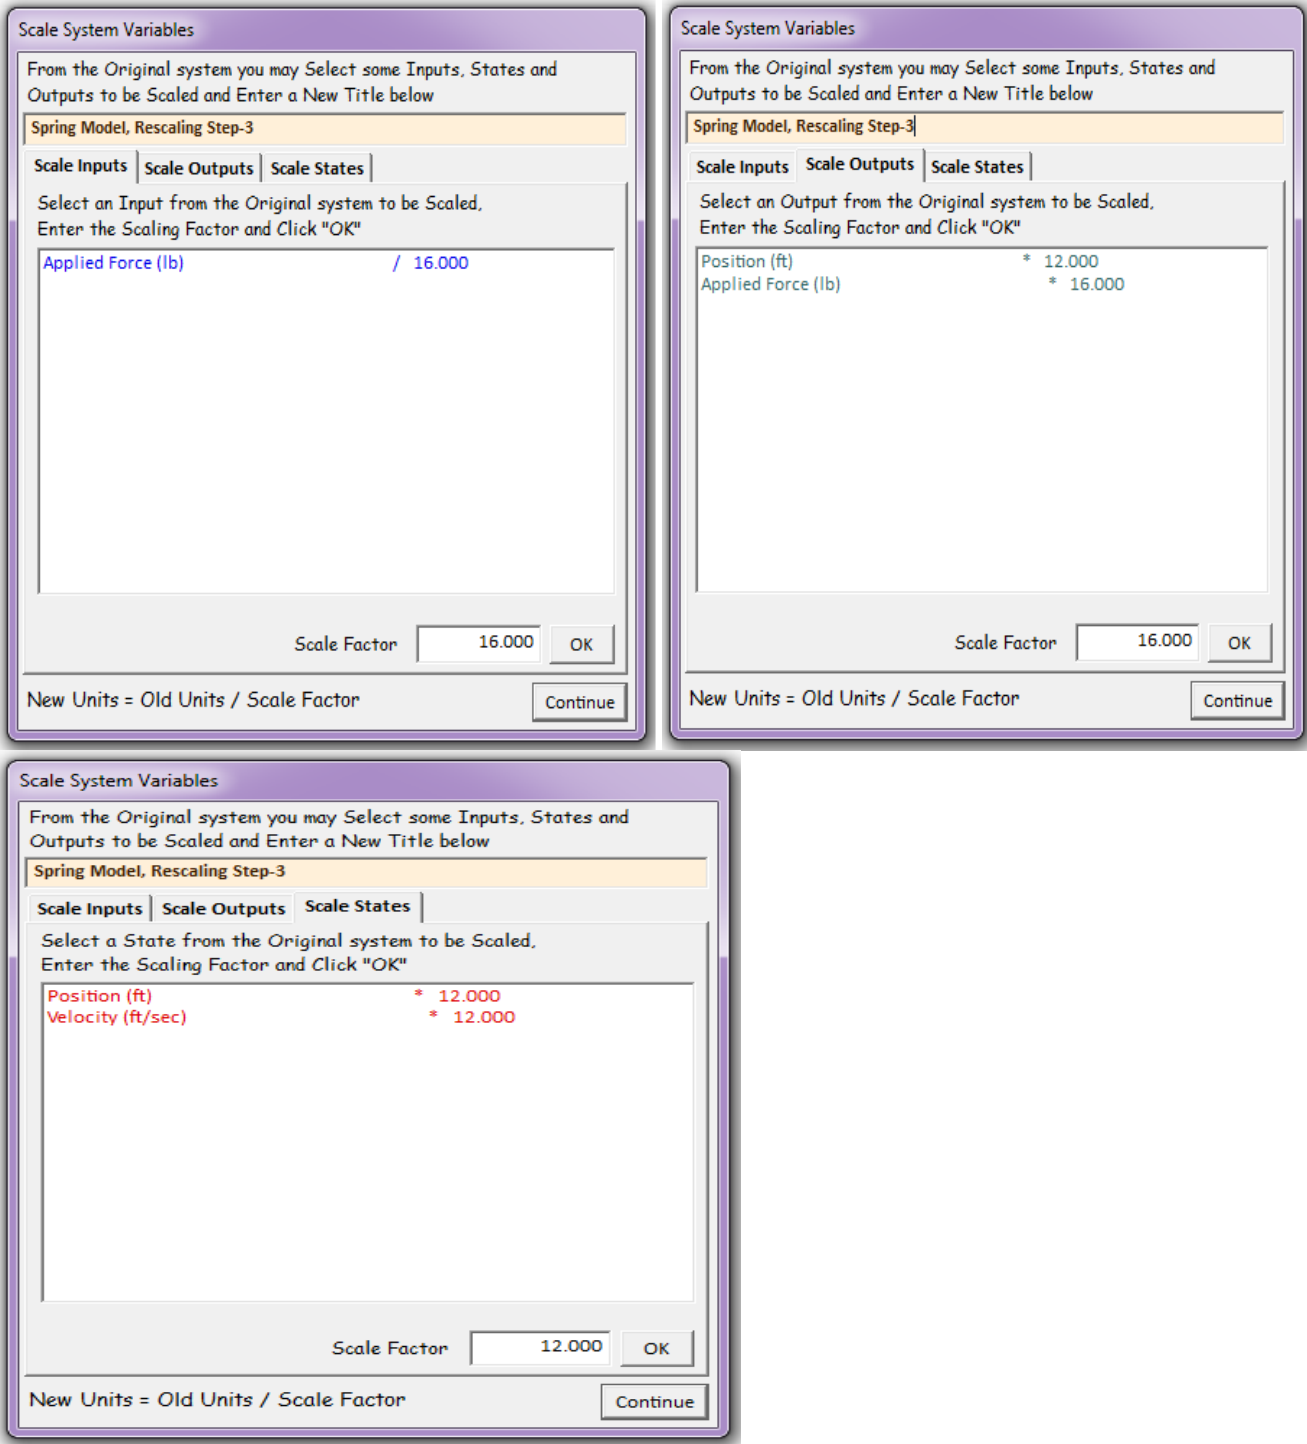 Scale System Variables
From the Original system you may Select some Inputs, States and
Outputs to be Scaled and Enter a New Title below
Spring Model, Rescaling Step-3
Scale Inputs Scale Outputs Scale States
Select an Input from the Original system to be Scaled,
Enter the Scaling Factor and Click "OK"
Applied Force (lb) / 16.000
Scale Factor 16.000 OK
New Units = Old Units / Scale Factor Continue
Scale System Variables
From the Original system you may Select some Inputs, States and
Outputs to be Scaled and Enter a New Title below
Spring Model, Rescaling Step-3
Scale Inputs Scale Outputs Scale States
Select an Output from the Original system to be Scaled,
Enter the Scaling Factor and Click "OK"
Position (ft) * 12.000
Applied Force (lb) * 16.000
Scale Factor 16.000 OK
New Units = Old Units / Scale Factor Continue
Scale System Variables
From the Original system you may Select some Inputs, States and
Outputs to be Scaled and Enter a New Title below
Spring Model, Rescaling Step-3
Scale Inputs Scale Outputs Scale States
Select a State from the Original system to be Scaled,
Enter the Scaling Factor and Click "OK"
Position (ft) * 12.000
Velocity (ft/sec) * 12.000
Scale Factor 12.000 OK
New Units = Old Units / Scale Factor Continue